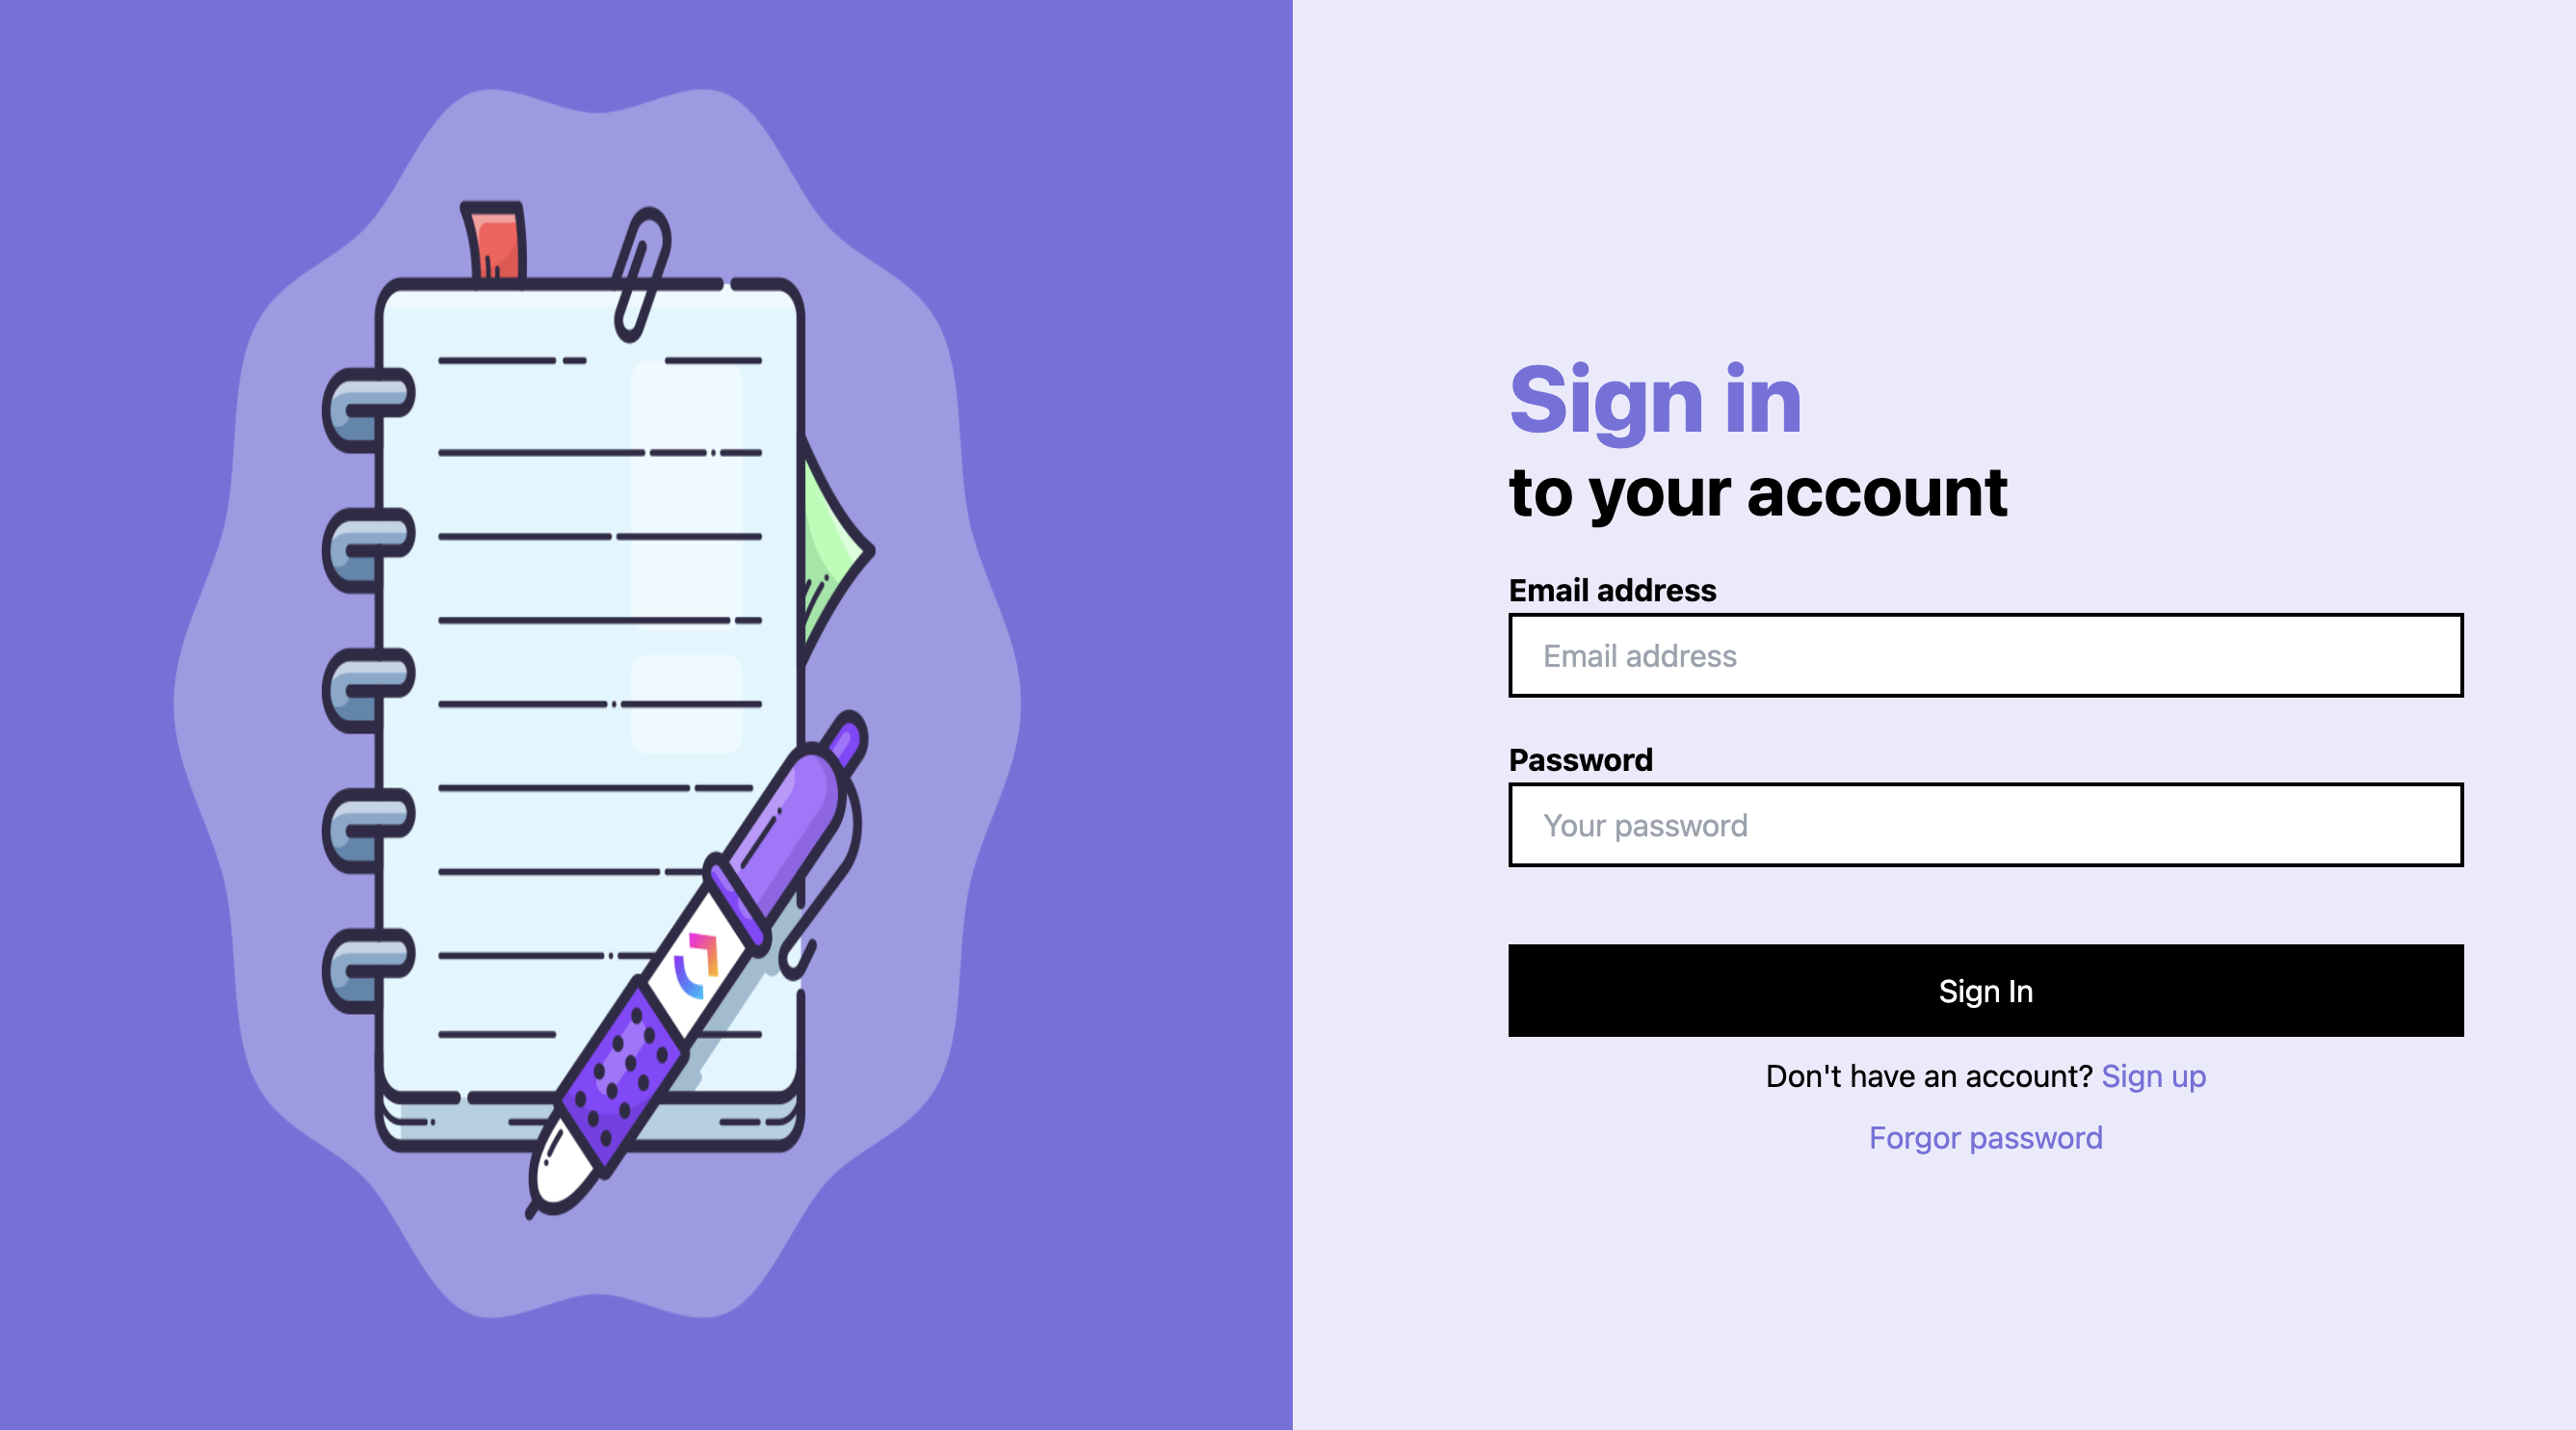 Sign in
to your account
Email address
Email address
Password
Your password
Sign In
Don't have an account? Sign up
Forgor password